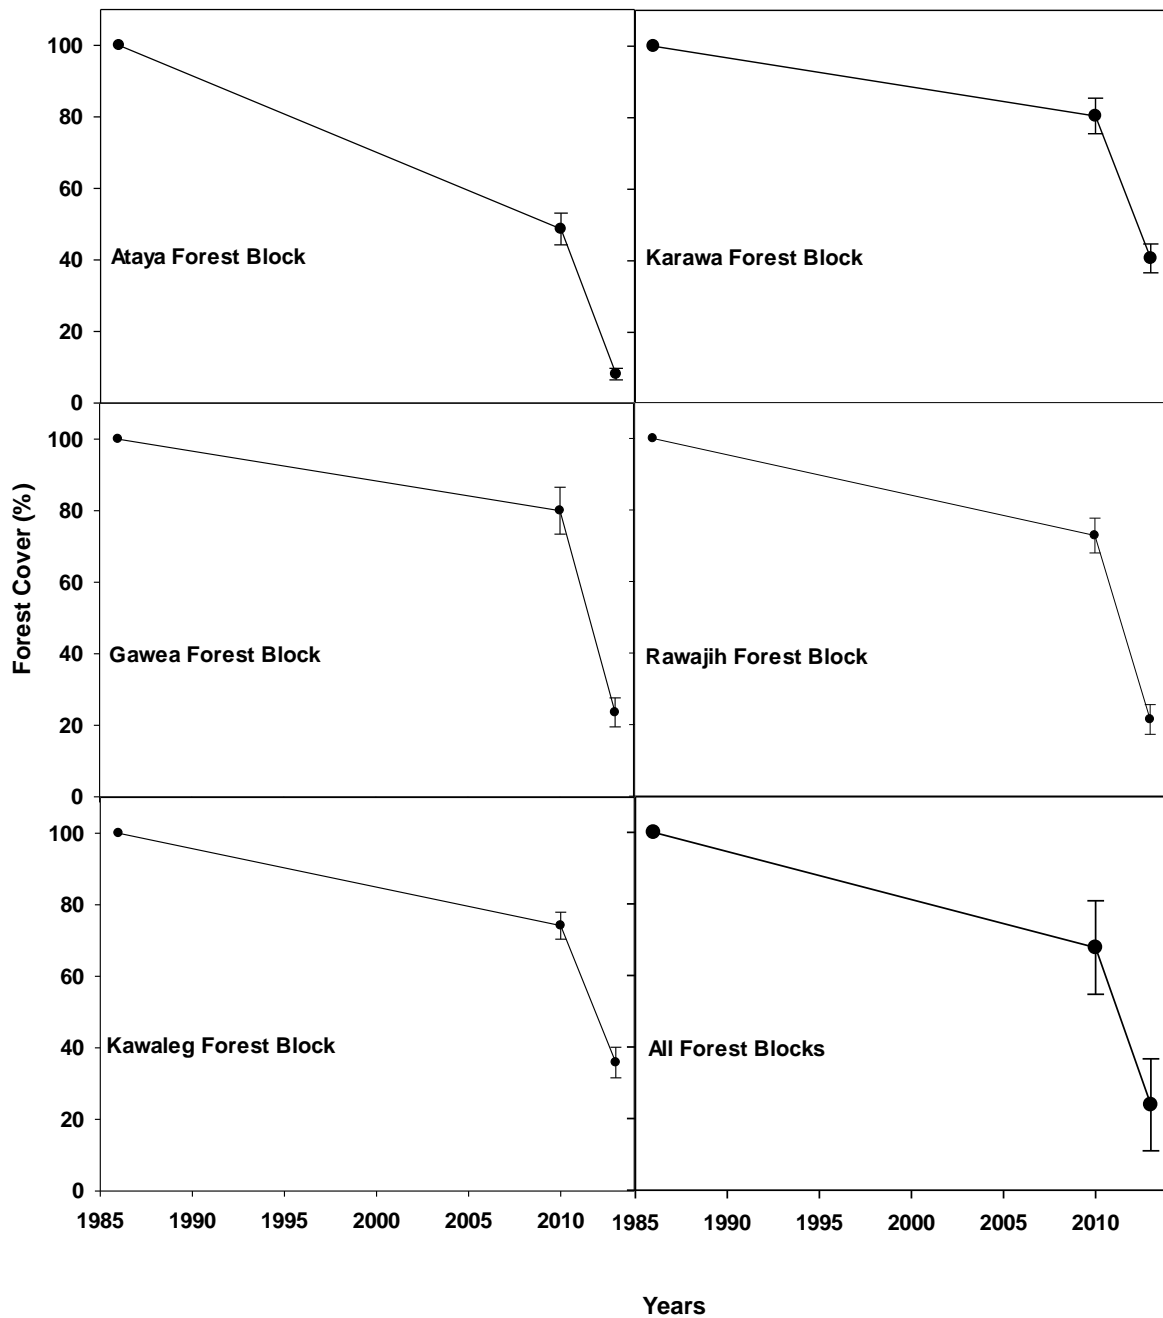 100
80
60
40
20
0
Ataya Forest Block
Karawa Forest Block
100
80
60
40
20
0
Gawea Forest Block
Rawajih Forest Block
Forest Cover (%)
100
80
60
40
20
0
Kawaleg Forest Block
All Forest Blocks
1985 1990 1995 2000 2005 2010 1985 1990 1995 2000 2005 2010
Years